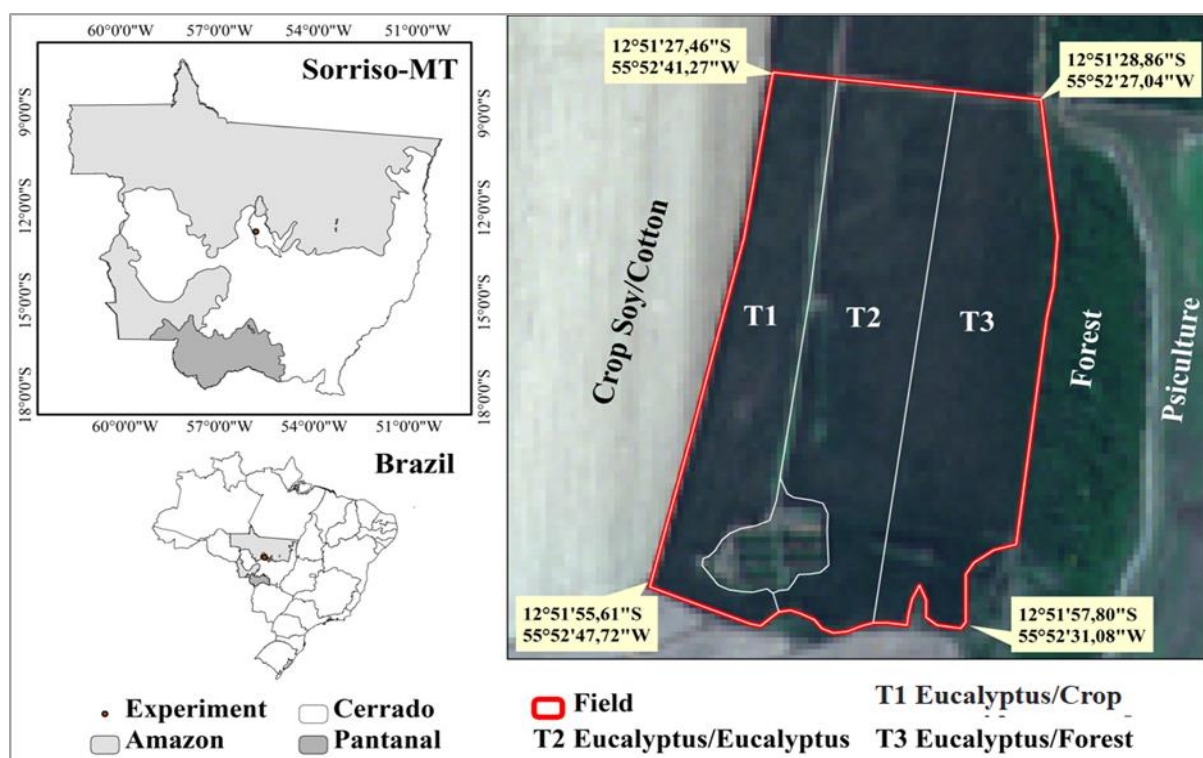 60°0'0"W 57°0'0"W 54°0'0"W 51°0'0"W
Sorriso-MT
9°0'0"S
12°0'0"S
15°0'0"S
18°0'0"S
9°0'0"S
12°0'0"S
15°0'0"S
18°0'0"S
60°0'0"W 57°0'0"W 54°0'0"W 51°0'0"W
Brazil
Experiment
Cerrado
Amazon
Pantanal
12°51'27,46"S
55°52'41,27"W
12°51'28,86"S
55°52'27,04"W
Crop Soy/Cotton
T1
T2
T3
Forest
Psiculture
12°51'55,61"S
55°52'47,72"W
12°51'57,80"S
55°52'31,08"W
Field
T1 Eucalyptus/Crop
T2 Eucalyptus/Eucalyptus
T3 Eucalyptus/Forest